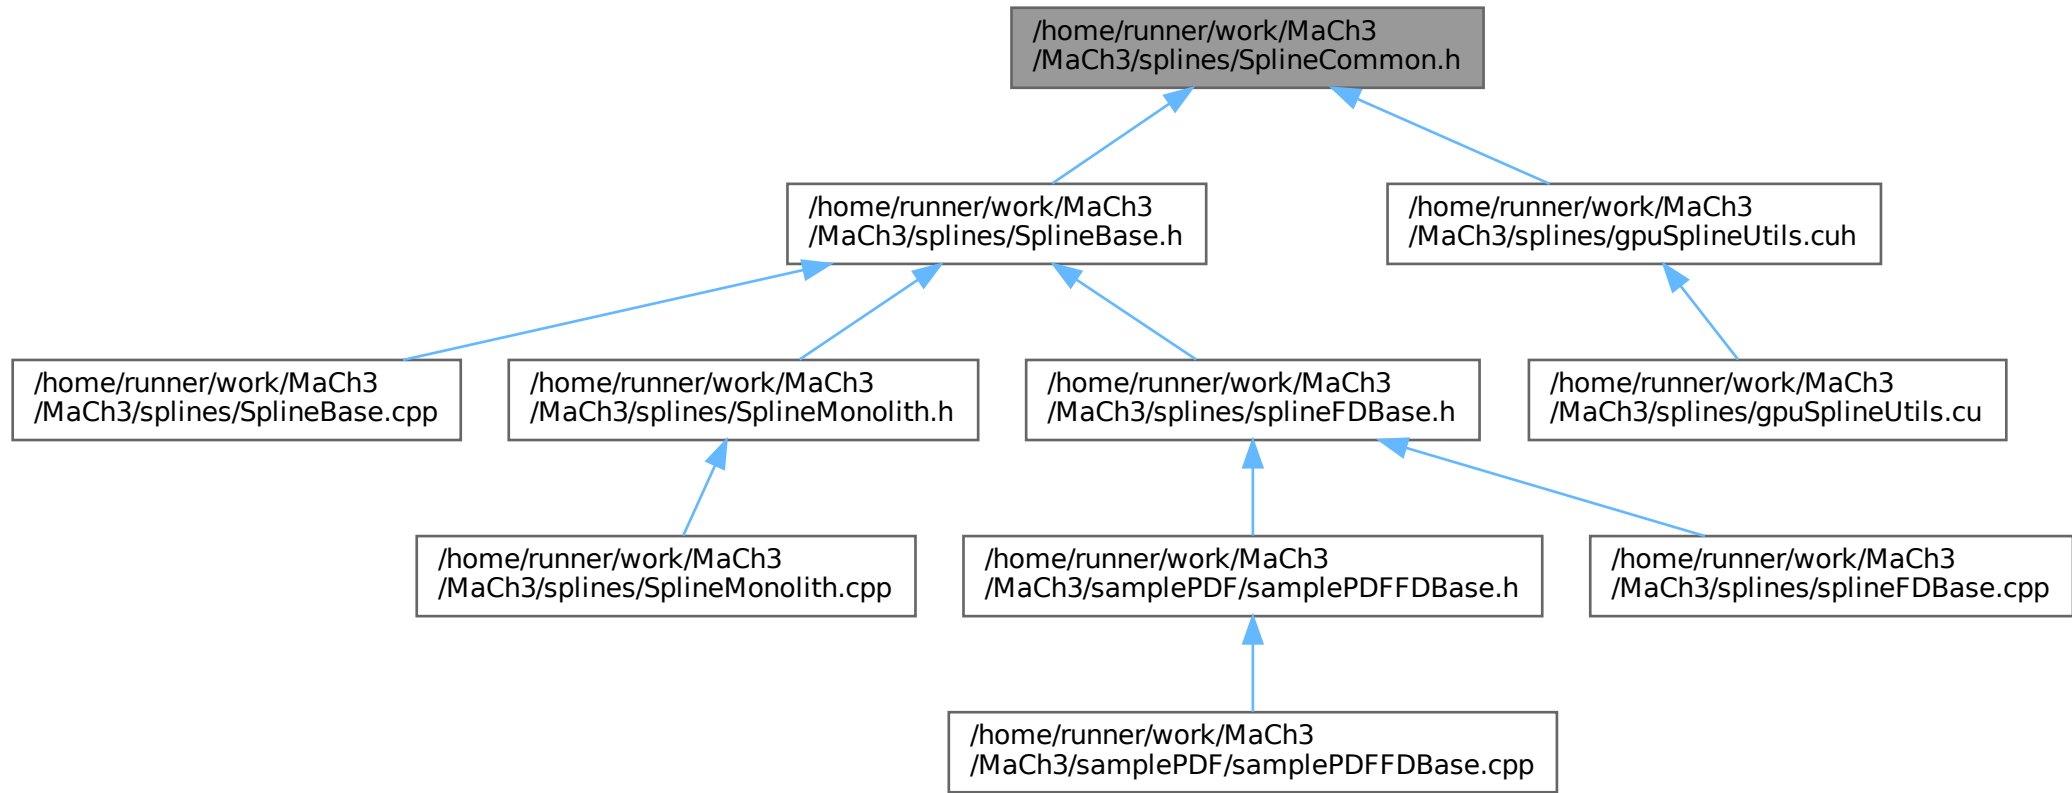 /home/runner/work/MaCh3
/MaCh3/splines/SplineCommon.h
/home/runner/work/MaCh3
/MaCh3/splines/SplineBase.h
/home/runner/work/MaCh3
/MaCh3/splines/gpuSplineUtils.cuh
/home/runner/work/MaCh3
/MaCh3/splines/SplineBase.cpp
/home/runner/work/MaCh3
/MaCh3/splines/SplineMonolith.h
/home/runner/work/MaCh3
/MaCh3/splines/splineFDBase.h
/home/runner/work/MaCh3
/MaCh3/splines/gpuSplineUtils.cu
/home/runner/work/MaCh3
/MaCh3/splines/SplineMonolith.cpp
/home/runner/work/MaCh3
/MaCh3/samplePDF/samplePDFFDBase.h
/home/runner/work/MaCh3
/MaCh3/splines/splineFDBase.cpp
/home/runner/work/MaCh3
/MaCh3/samplePDF/samplePDFFDBase.cpp